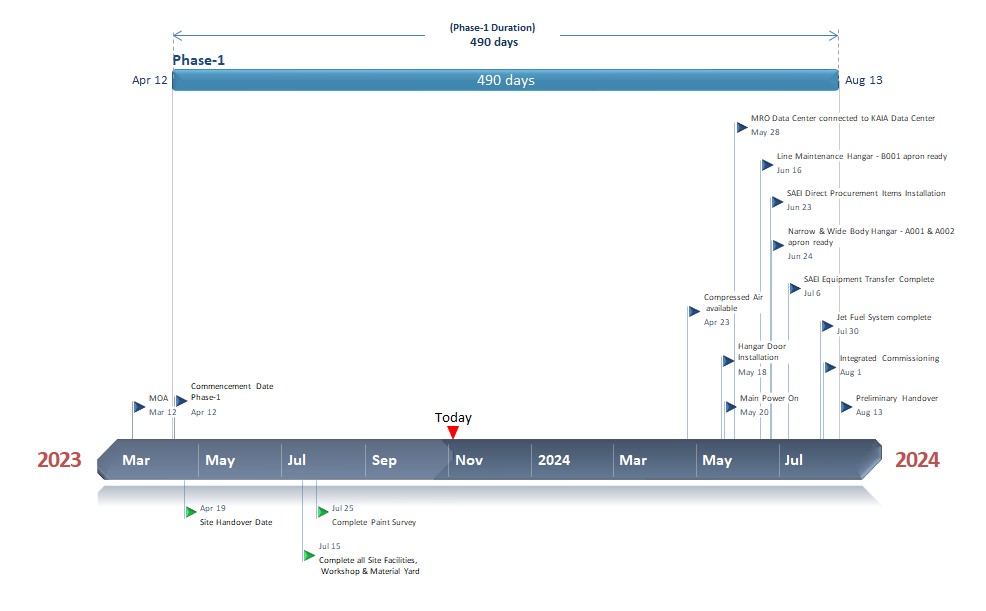 (Phase-1 Duration)
490 days
Phase-1
Apr 12
490 days
Aug 13
MRO Data Center connected to KAIA Data Center
May 28
Line Maintenance Hangar - B001 apron ready
Jun 16
SAEI Direct Procurement Items Installation
Jun 23
Narrow & Wide Body Hangar - A001 & A002
apron ready
Jun 24
SAEI Equipment Transfer Complete
Jul 6
Compressed Air
available
Apr 23
Jet Fuel System complete
Jul 30
Hangar Door
Installation
May 18
Integrated Commissioning
Aug 1
MOA
Mar 12
Commencement Date
Phase-1
Apr 12
Main Power On
May 20
Preliminary Handover
Aug 13
Today
2023
Mar
May
Jul
Sep
Nov
2024
Mar
May
Jul
2024
Apr 19
Site Handover Date
Jul 25
Complete Paint Survey
Jul 15
Complete all Site Facilities,
Workshop & Material Yard